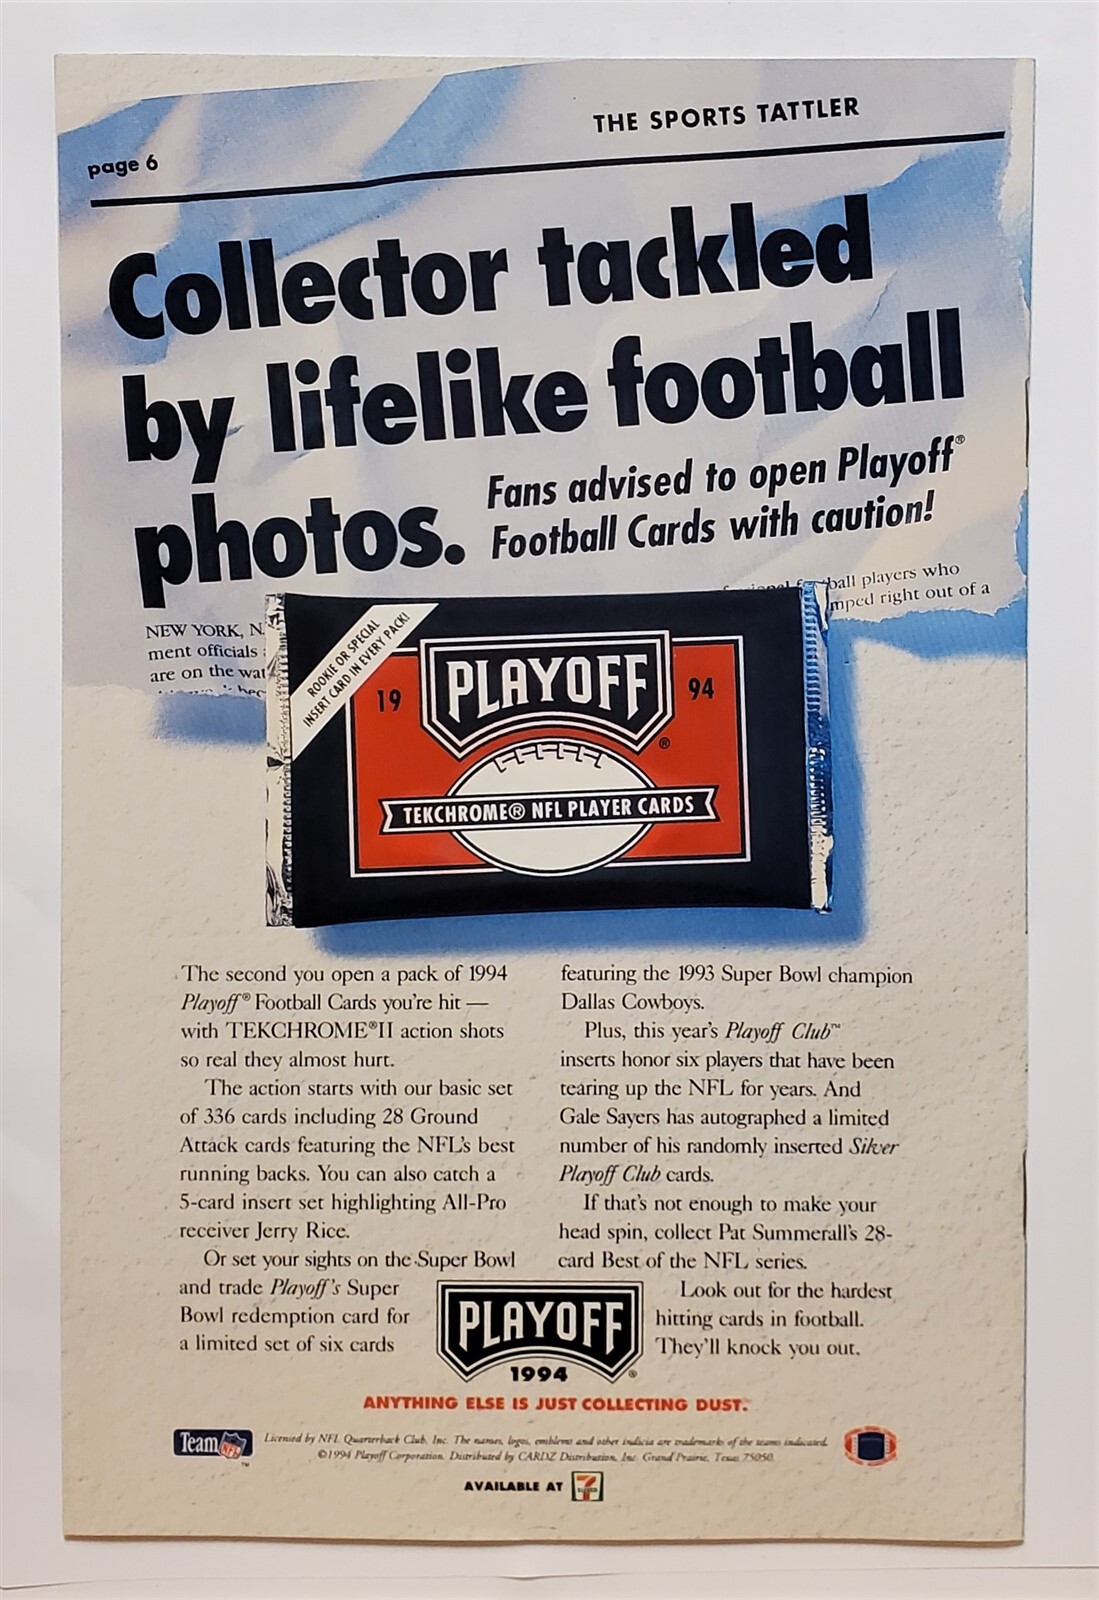 THE SPORTS TATTLER
page 6
Collector tackled
by lifelike football
photos.
Fans advised to open Playoff®
Football Cards with caution!
ball players who
mped right out of a
NEW YORK, N.
ment officials
are on the wat
ROOKIE OR SPECIAL
INSERT CARD IN EVERY PACK!
PLAYOFF
®
19 94
TEKCHROME® NFL PLAYER CARDS
The second you open a pack of 1994
Playoff® Football Cards you're hit —
with TEKCHROME®II action shots
so real they almost hurt.
The action starts with our basic set
of 336 cards including 28 Ground
Attack cards featuring the NFL's best
running backs. You can also catch a
5-card insert set highlighting All-Pro
receiver Jerry Rice.
Or set your sights on the Super Bowl
and trade Playoff's Super
Bowl redemption card for
a limited set of six cards
featuring the 1993 Super Bowl champion
Dallas Cowboys.
Plus, this year's Playoff Club™
inserts honor six players that have been
tearing up the NFL for years. And
Gale Sayers has autographed a limited
number of his randomly inserted Silver
Playoff Club cards.
If that's not enough to make your
head spin, collect Pat Summerall's 28-
card Best of the NFL series.
Look out for the hardest
hitting cards in football.
They'll knock you out.
PLAYOFF
1994
®
ANYTHING ELSE IS JUST COLLECTING DUST.™
Team NFL
™
Licensed by NFL Quarterback Club, Inc. The names, logos, emblems and other indicia are trademarks of the teams indicated.
©1994 Playoff Corporation. Distributed by CARDZ Distribution, Inc. Grand Prairie, Texas 75050.
AVAILABLE AT 7 ELEVEN